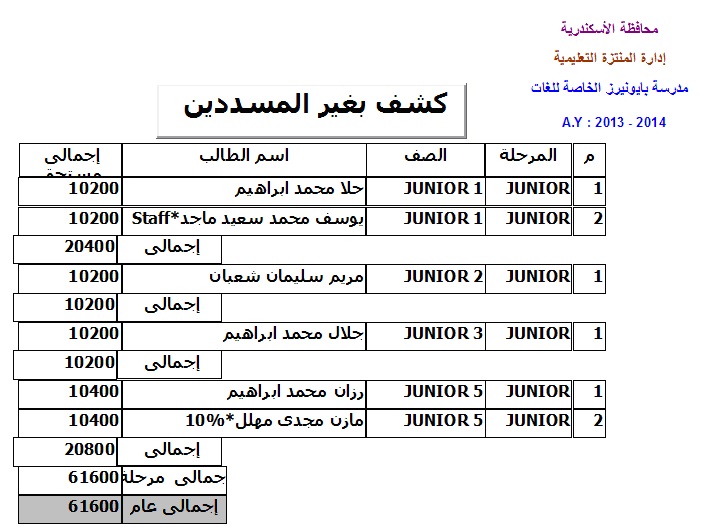 محافظة الأسكندرية
إدارة المنتزة التعليمية
مدرسة بايونيرز الخاصة للغات
A.Y : 2013 - 2014
كشف بغير المسددين
م المرحلة الصف اسم الطالب إجمالى
1 JUNIOR JUNIOR 1 حلا محمد ابراهيم 10200
2 JUNIOR JUNIOR 1 يوسف محمد سعيد ماجد*Staff 10200
إجمالى 20400
1 JUNIOR JUNIOR 2 مريم سليمان شعبان 10200
إجمالى 10200
1 JUNIOR JUNIOR 3 جلال محمد ابراهيم 10200
إجمالى 10200
1 JUNIOR JUNIOR 5 رزان محمد ابراهيم 10400
2 JUNIOR JUNIOR 5 مازن مجدى مهلل*10% 10400
إجمالى 20800
جمالى مرحلة 61600
إجمالى عام 61600